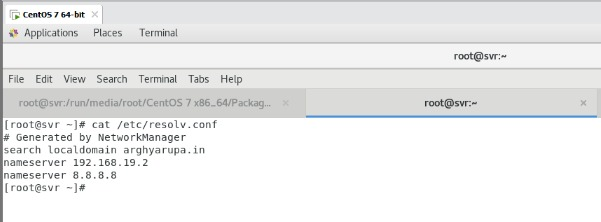 CentOS 7 64-bit ×
Applications Places Terminal
root@svr:~
File Edit View Search Terminal Tabs Help
root@svr:/run/media/root/CentOS 7 x86_64/Packag... ×
root@svr:~ ×
[root@svr ~]# cat /etc/resolv.conf
# Generated by NetworkManager
search localdomain arghyarupa.in
nameserver 192.168.19.2
nameserver 8.8.8.8
[root@svr ~]#